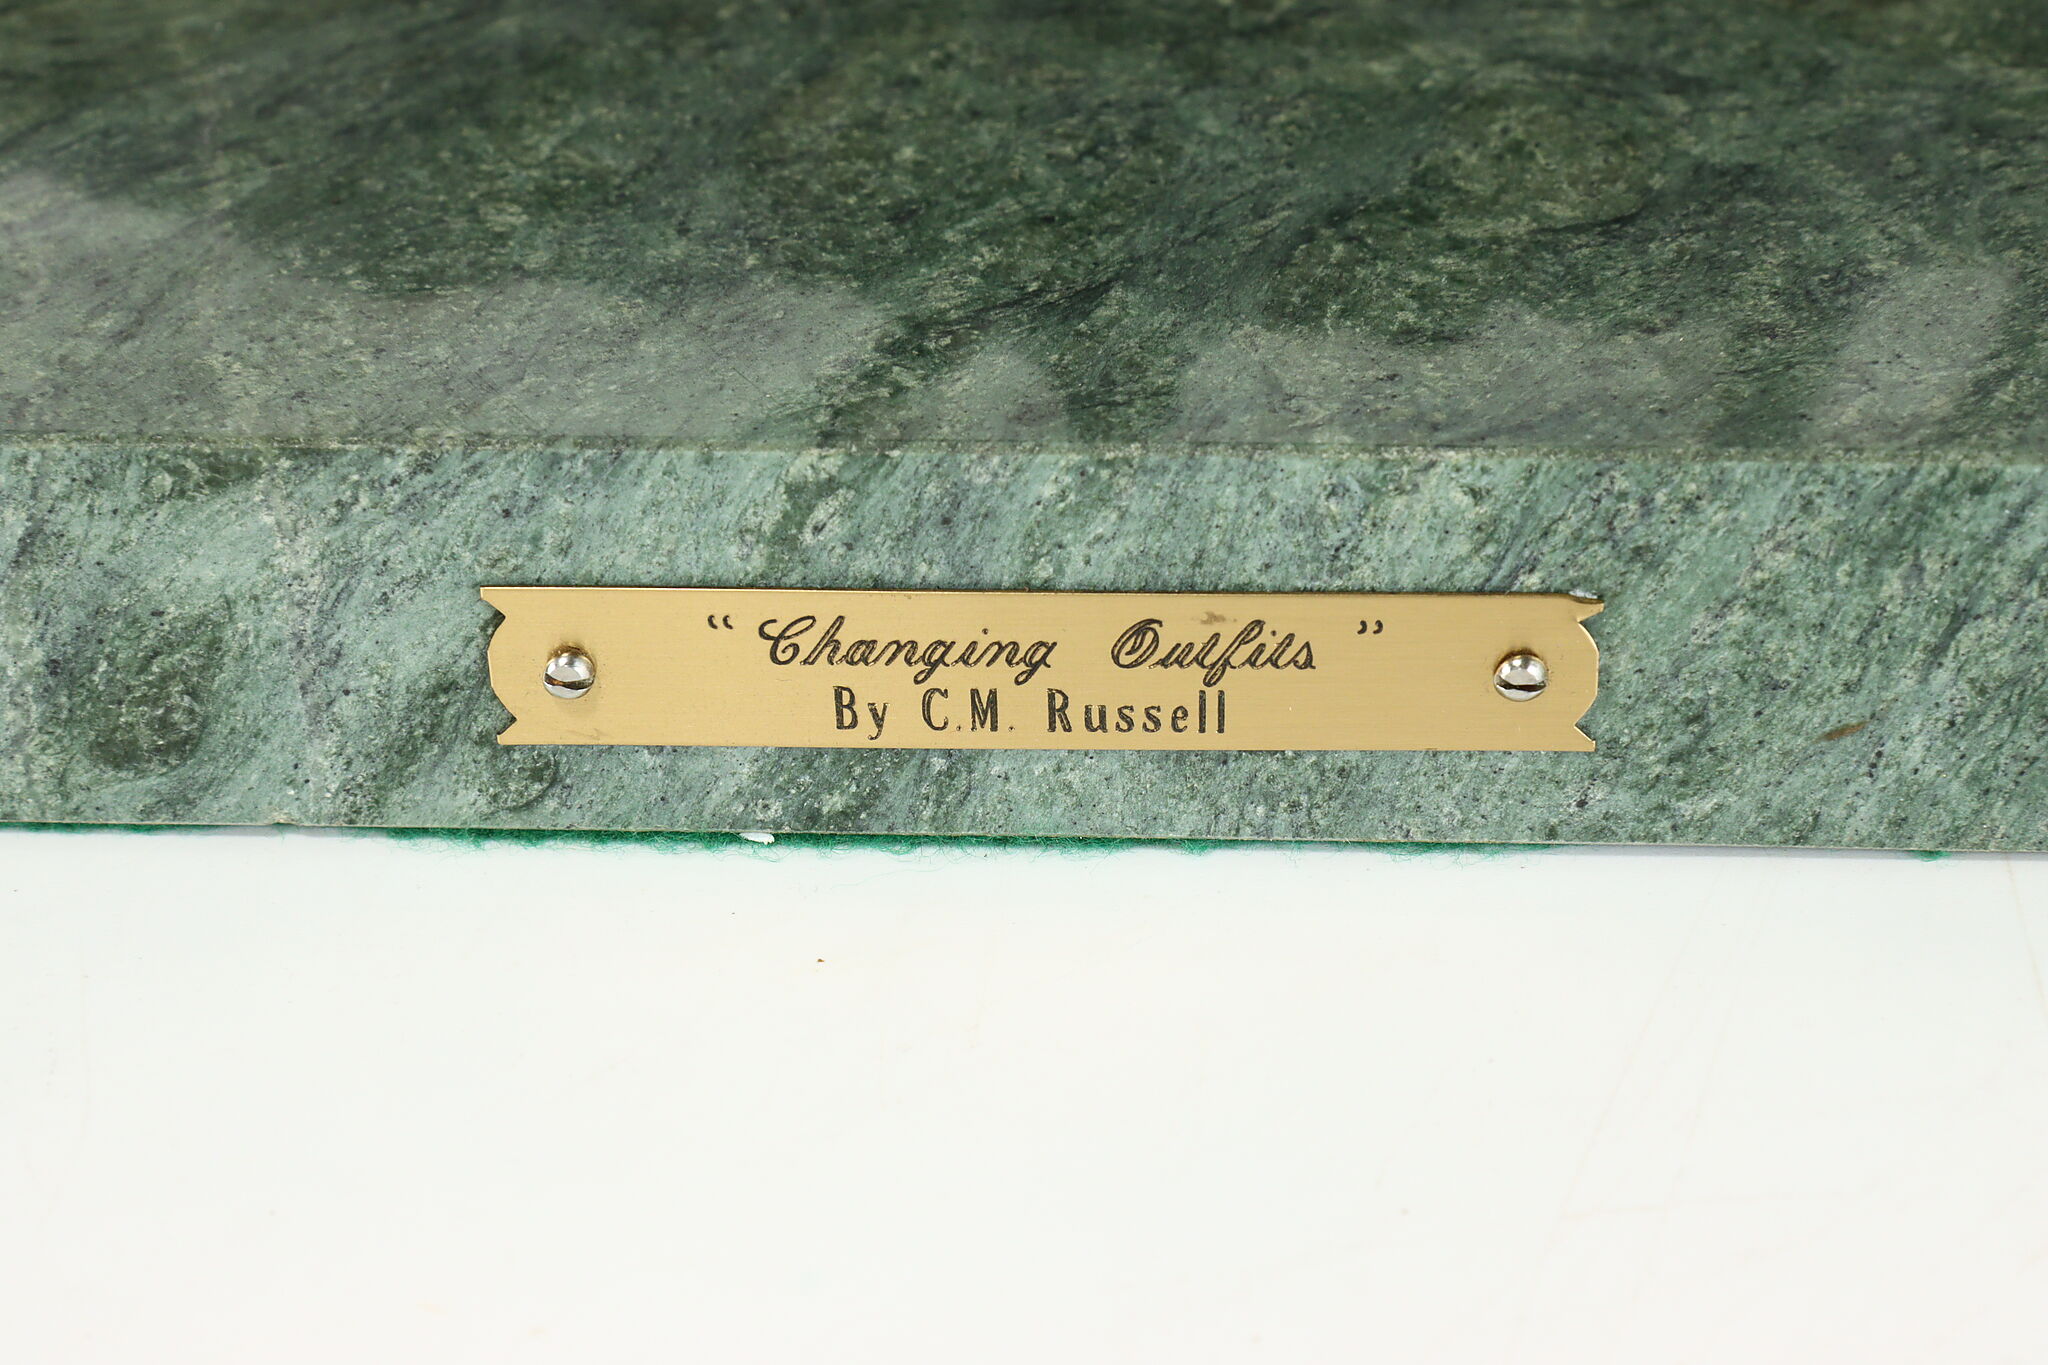 “Changing Outfits”
By C.M. Russell